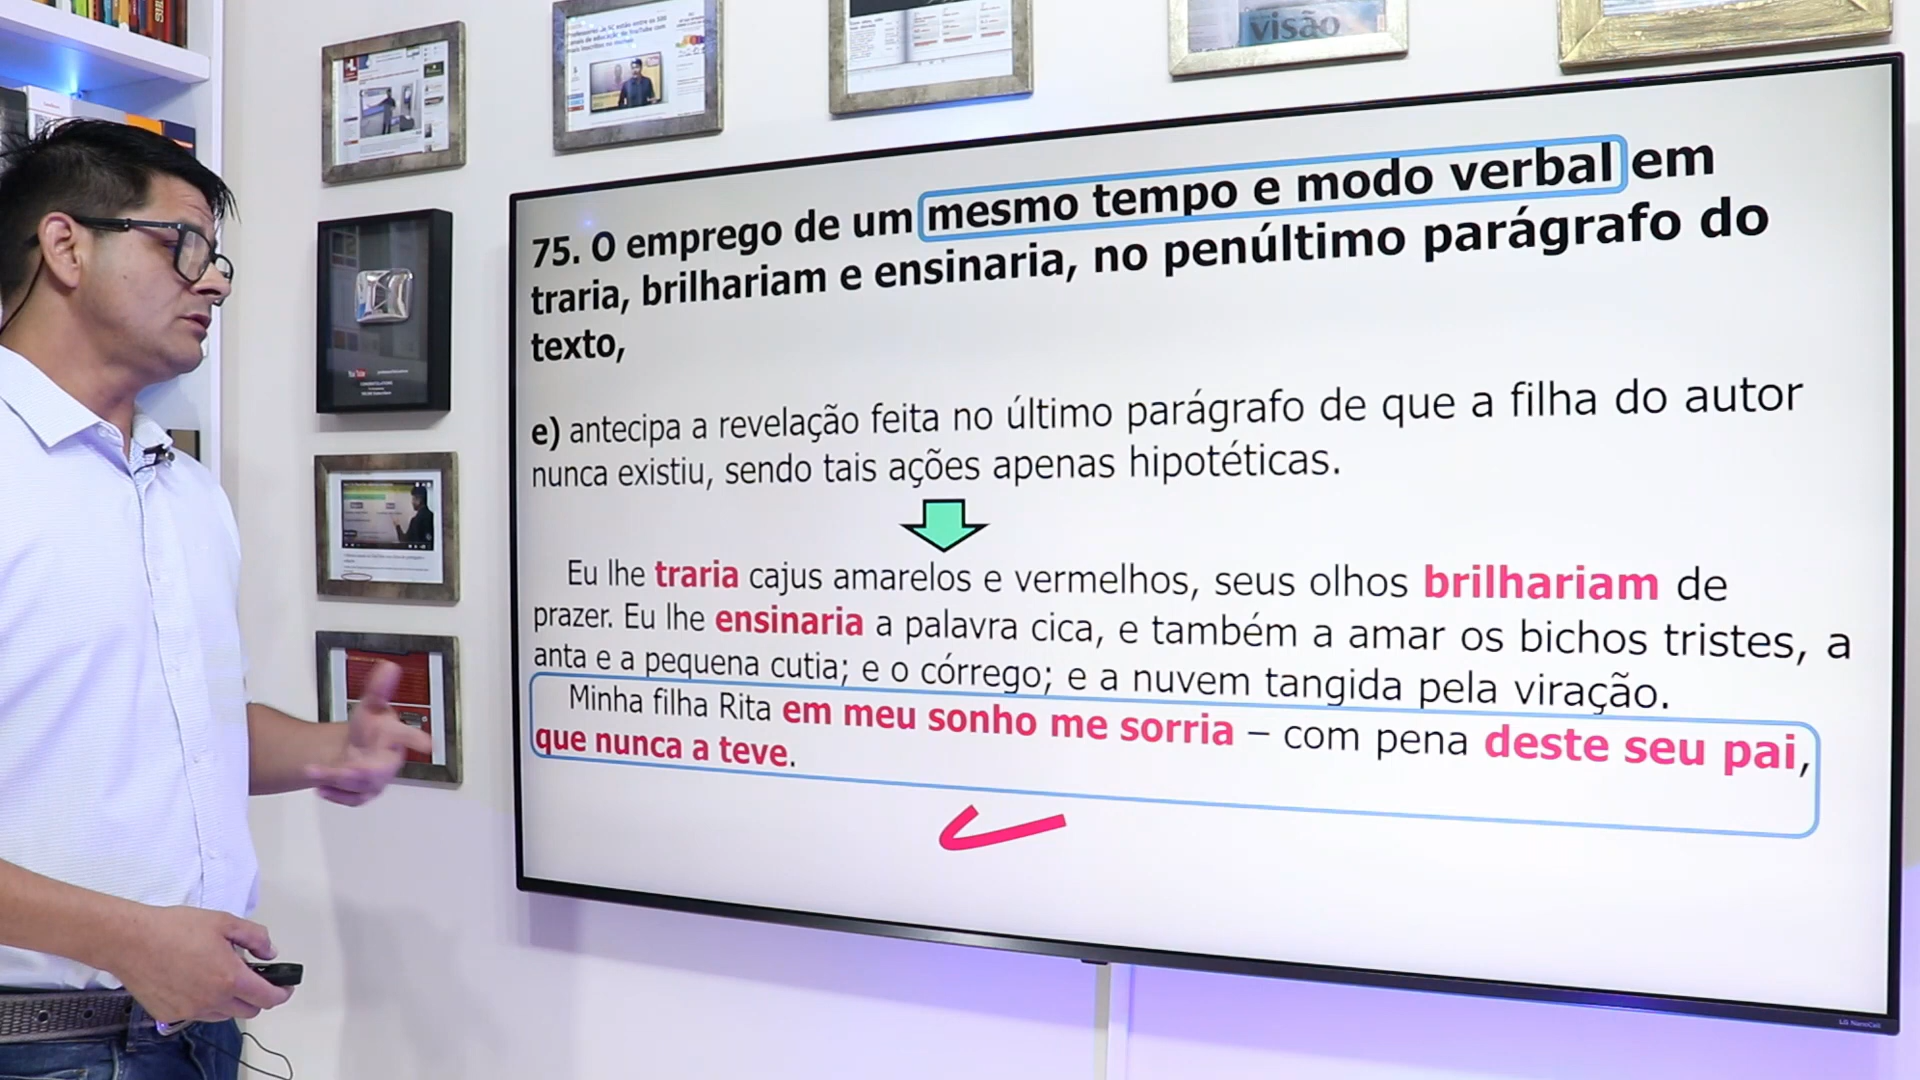 visão
75. O emprego de um mesmo tempo e modo verbal em
traria, brilhariam e ensinaria, no penúltimo parágrafo do
texto,
e) antecipa a revelação feita no último parágrafo de que a filha do autor
nunca existiu, sendo tais ações apenas hipotéticas.
Eu lhe traria cajus amarelos e vermelhos, seus olhos brilhariam de
prazer. Eu lhe ensinaria a palavra cica, e também a amar os bichos tristes, a
anta e a pequena cutia; e o córrego; e a nuvem tangida pela viração.
Minha filha Rita em meu sonho me sorria – com pena deste seu pai,
que nunca a teve.